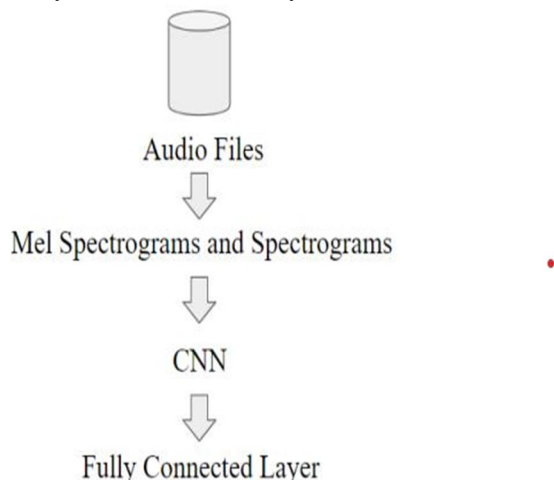 Audio Files
Mel Spectrograms and Spectrograms
CNN
Fully Connected Layer